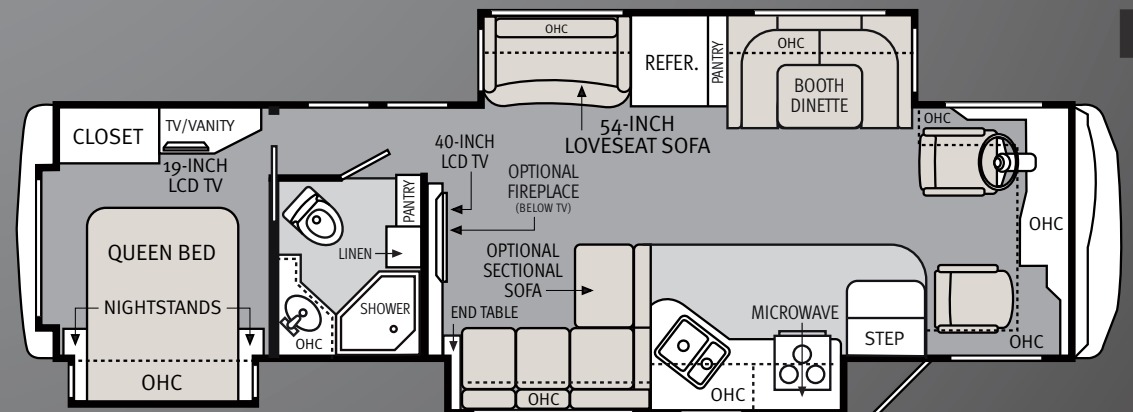 OHC
REFER.
PANTRY
OHC
BOOTH
DINETTE
CLOSET
TV/VANITY
19-INCH
LCD TV
40-INCH
LCD TV
54-INCH
LOVESEAT SOFA
OHC
OPTIONAL
FIREPLACE
(BELOW TV)
PANTRY
LINEN
OHC
QUEEN BED
OPTIONAL
SECTIONAL
SOFA
NIGHTSTANDS
SHOWER
END TABLE
MICROWAVE
OHC
STEP
OHC
OHC
OHC
OHC